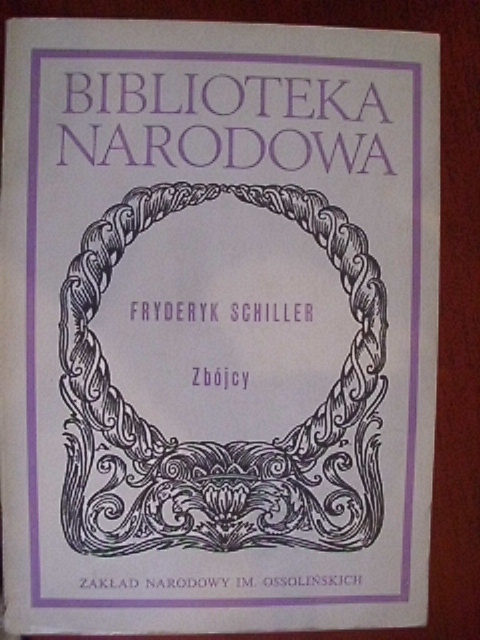 BIBLIOTEKA
NARODOWA
FRYDERYK SCHILLER
Zbójcy
ZAKŁAD NARODOWY IM. OSSOLIŃSKICH